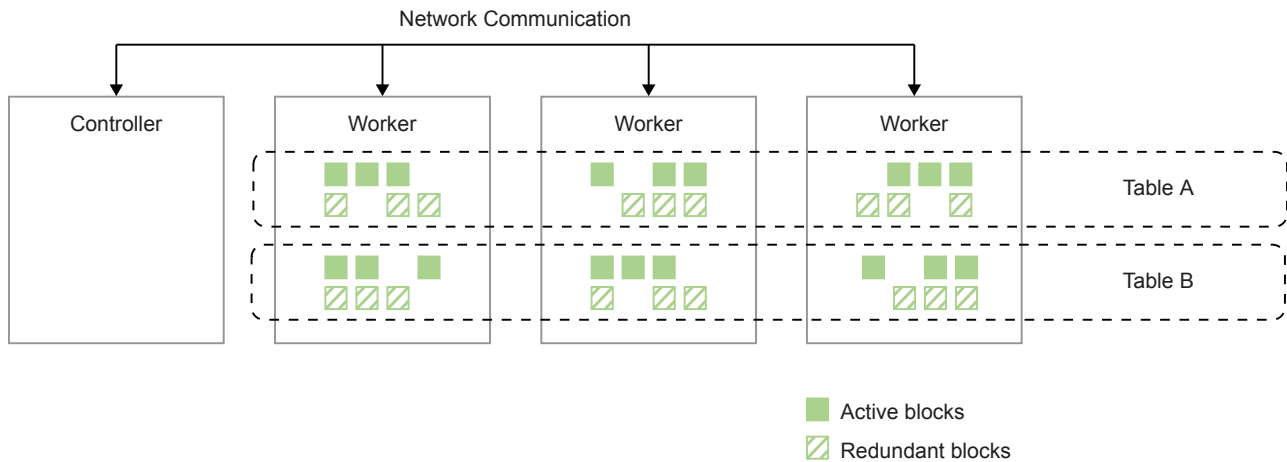 Network Communication
Controller
Worker
Worker
Worker
Table A
Table B
Active blocks
Redundant blocks